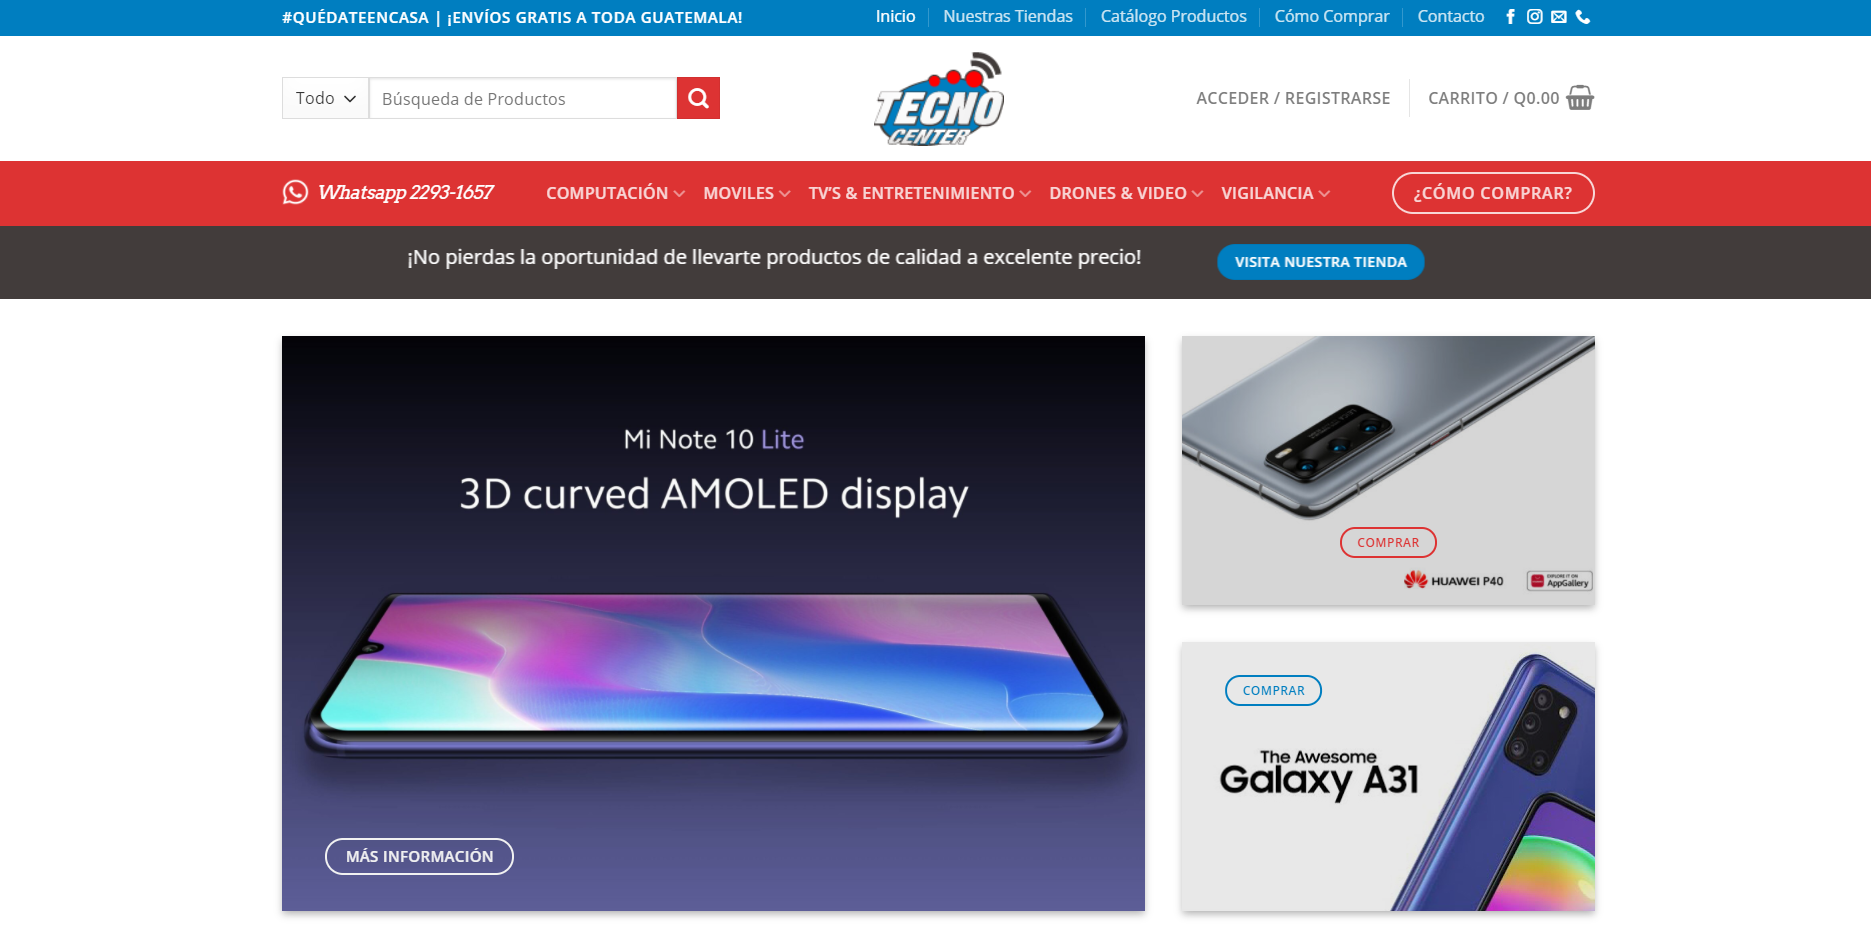 #QUÉDATEENCASA | ¡ENVÍOS GRATIS A TODA GUATEMALA!
Inicio
Nuestras Tiendas
Catálogo Productos
Cómo Comprar
Contacto
Todo
Búsqueda de Productos
TECNO
CENTER
ACCEDER / REGISTRARSE
CARRITO / Q0.00
Whatsapp 2293-1657
COMPUTACIÓN
MOVILES
TV'S & ENTRETENIMIENTO
DRONES & VIDEO
VIGILANCIA
¿CÓMO COMPRAR?
¡No pierdas la oportunidad de llevarte productos de calidad a excelente precio!
VISITA NUESTRA TIENDA
Mi Note 10 Lite
3D curved AMOLED display
MÁS INFORMACIÓN
COMPRAR
HUAWEI P40
EXPLORE IT ON
AppGallery
COMPRAR
The Awesome
Galaxy A31